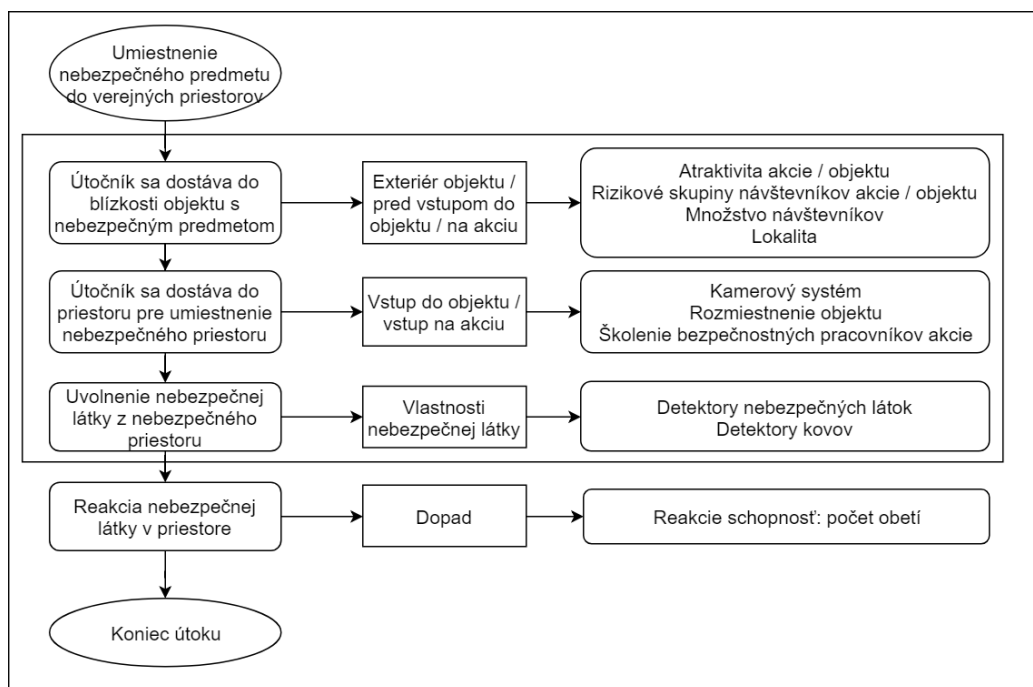 Umiestnenie
nebezpečného predmetu
do verejných priestorov
Útočník sa dostáva do
blízkosti objektu s
nebezpečným predmetom
Exteriér objektu /
pred vstupom do
objektu / na akciu
Atraktivita akcie / objektu
Rizikové skupiny návštevníkov akcie / objektu
Množstvo návštevníkov
Lokalita
Útočník sa dostáva do
priestoru pre umiestnenie
nebezpečného priestoru
Vstup do objektu /
vstup na akciu
Kamerový systém
Rozmiestnenie objektu
Školenie bezpečnostných pracovníkov akcie
Uvolnenie nebezpečnej
látky z nebezpečného
priestoru
Vlastnosti
nebezpečnej látky
Detektory nebezpečných látok
Detektory kovov
Reakcia nebezpečnej
látky v priestore
Dopad
Reakcie schopnosť: počet obetí
Koniec útoku